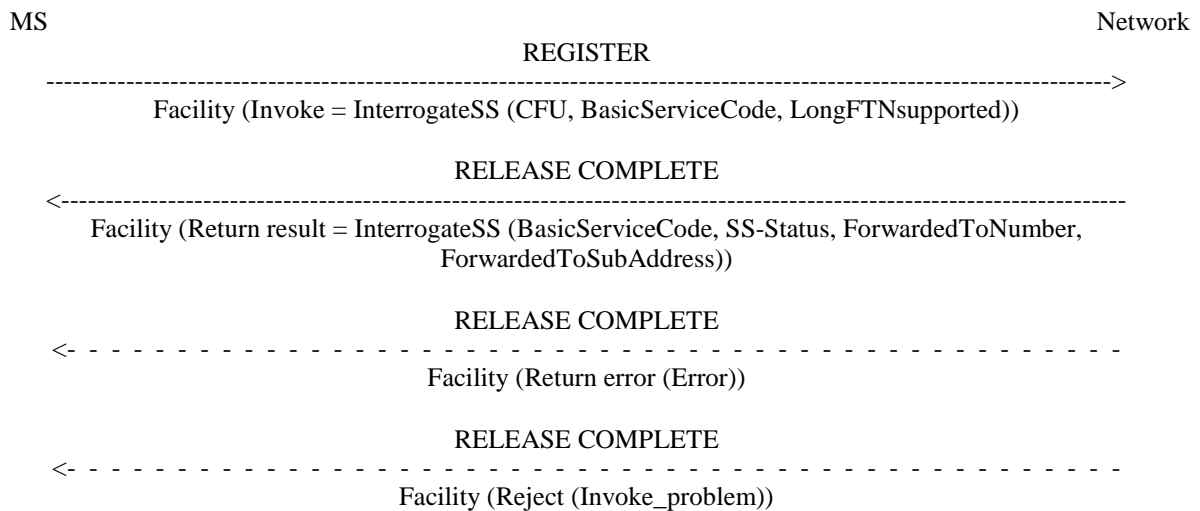 MS Network
REGISTER
Facility (Invoke = InterrogateSS (CFU, BasicServiceCode, LongFTNsupported))
RELEASE COMPLETE
Facility (Return result = InterrogateSS (BasicServiceCode, SS-Status, ForwardedToNumber,
ForwardedToSubAddress))
RELEASE COMPLETE
Facility (Return error (Error))
RELEASE COMPLETE
Facility (Reject (Invoke_problem))